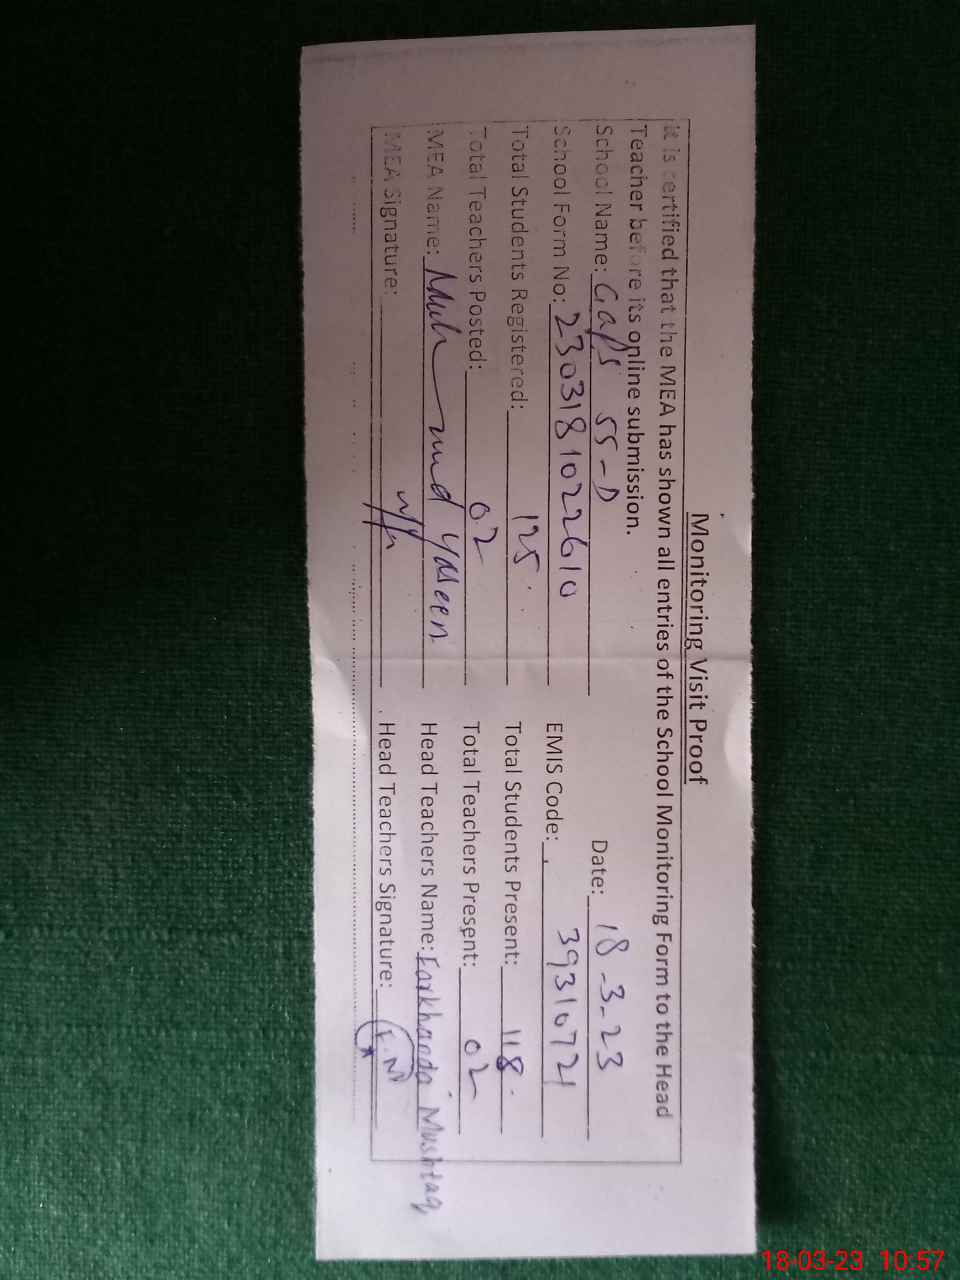 Monitoring Visit Proof
It is certified that the MEA has shown all entries of the School Monitoring Form to the Head
Teacher before its online submission.
Date: 18-3-23
School Name: Gaps 55-D
School Form No: 2303181022610 EMIS Code: 39310721
Total Students Registered: 125 Total Students Present: 118
Total Teachers Posted: 02 Total Teachers Present: 02
MEA Name: Muhammad Yaseen Head Teachers Name: Farkhanda Mushtaq
MEA Signature: Head Teachers Signature:
18-03-23 10:57